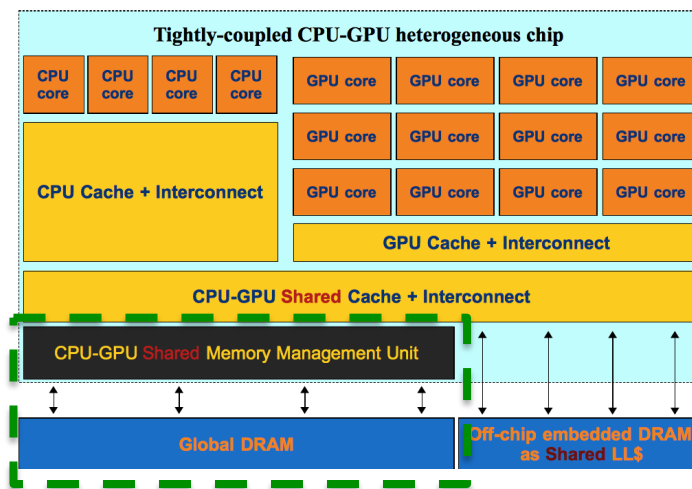 Tightly-coupled CPU-GPU heterogeneous chip
CPU
core
CPU
core
CPU
core
CPU
core
GPU core
GPU core
GPU core
GPU core
GPU core
GPU core
GPU core
GPU core
GPU core
GPU core
GPU core
GPU core
CPU Cache + Interconnect
GPU Cache + Interconnect
CPU-GPU Shared Cache + Interconnect
CPU-GPU Shared Memory Management Unit
Global DRAM
Off-chip embedded DRAM
as Shared LL$